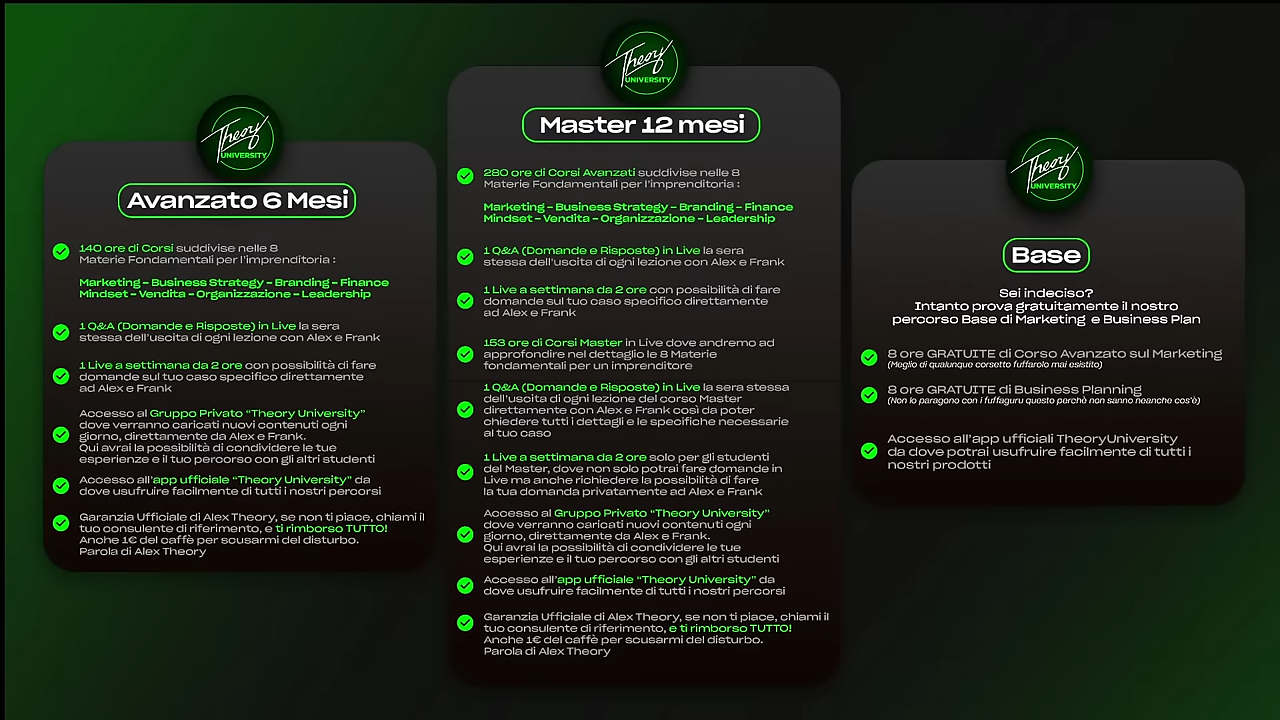 Theory
UNIVERSITY
Avanzato 6 Mesi
140 ore di Corsi suddivise nelle 8
Materie Fondamentali per l'imprenditoria :
Marketing - Business Strategy - Branding - Finance
Mindset - Vendita - Organizzazione - Leadership
1 Q&A (Domande e Risposte) in Live la sera
stessa dell'uscita di ogni lezione con Alex e Frank
1 Live a settimana da 2 ore con possibilità di fare
domande sul tuo caso specifico direttamente
ad Alex e Frank
Accesso al Gruppo Privato "Theory University"
dove verranno caricati nuovi contenuti ogni
giorno, direttamente da Alex e Frank.
Qui avrai la possibilità di condividere le tue
esperienze e il tuo percorso con gli altri studenti
Accesso all'app ufficiale "Theory University" da
dove usufruire facilmente di tutti i nostri percorsi
Garanzia Ufficiale di Alex Theory, se non ti piace, chiami il
tuo consulente di riferimento, e ti rimborso TUTTO!
Anche 1€ del caffè per scusarmi del disturbo.
Parola di Alex Theory
Theory
UNIVERSITY
Master 12 mesi
280 ore di Corsi Avanzati suddivise nelle 8
Materie Fondamentali per l'imprenditoria :
Marketing - Business Strategy - Branding - Finance
Mindset - Vendita - Organizzazione - Leadership
1 Q&A (Domande e Risposte) in Live la sera
stessa dell'uscita di ogni lezione con Alex e Frank
1 Live a settimana da 2 ore con possibilità di fare
domande sul tuo caso specifico direttamente
ad Alex e Frank
153 ore di Corsi Master in Live dove andremo ad
approfondire nel dettaglio le 8 Materie
fondamentali per un imprenditore
1 Q&A (Domande e Risposte) in Live la sera stessa
dell'uscita di ogni lezione del corso Master
direttamente con Alex e Frank così da poter
chiedere tutti i dettagli e le specifiche necessarie
al tuo caso
1 Live a settimana da 2 ore solo per gli studenti
del Master, dove non solo potrai fare domande in
Live ma anche richiedere la possibilità di fare
la tua domanda privatamente ad Alex e Frank
Accesso al Gruppo Privato "Theory University"
dove verranno caricati nuovi contenuti ogni
giorno, direttamente da Alex e Frank.
Qui avrai la possibilità di condividere le tue
esperienze e il tuo percorso con gli altri studenti
Accesso all'app ufficiale "Theory University" da
dove usufruire facilmente di tutti i nostri percorsi
Garanzia Ufficiale di Alex Theory, se non ti piace, chiami il
tuo consulente di riferimento, e ti rimborso TUTTO!
Anche 1€ del caffè per scusarmi del disturbo.
Parola di Alex Theory
Theory
UNIVERSITY
Base
Sei indeciso?
Intanto prova gratuitamente il nostro
percorso Base di Marketing e Business Plan
8 ore GRATUITE di Corso Avanzato sul Marketing
(Meglio di qualunque corsetto fuffarolo mai esistito)
8 ore GRATUITE di Business Planning
(Non lo paragono con i fuffaguru questo perchè non sanno neanche cos'è)
Accesso all'app ufficiali TheoryUniversity
da dove potrai usufruire facilmente di tutti i
nostri prodotti